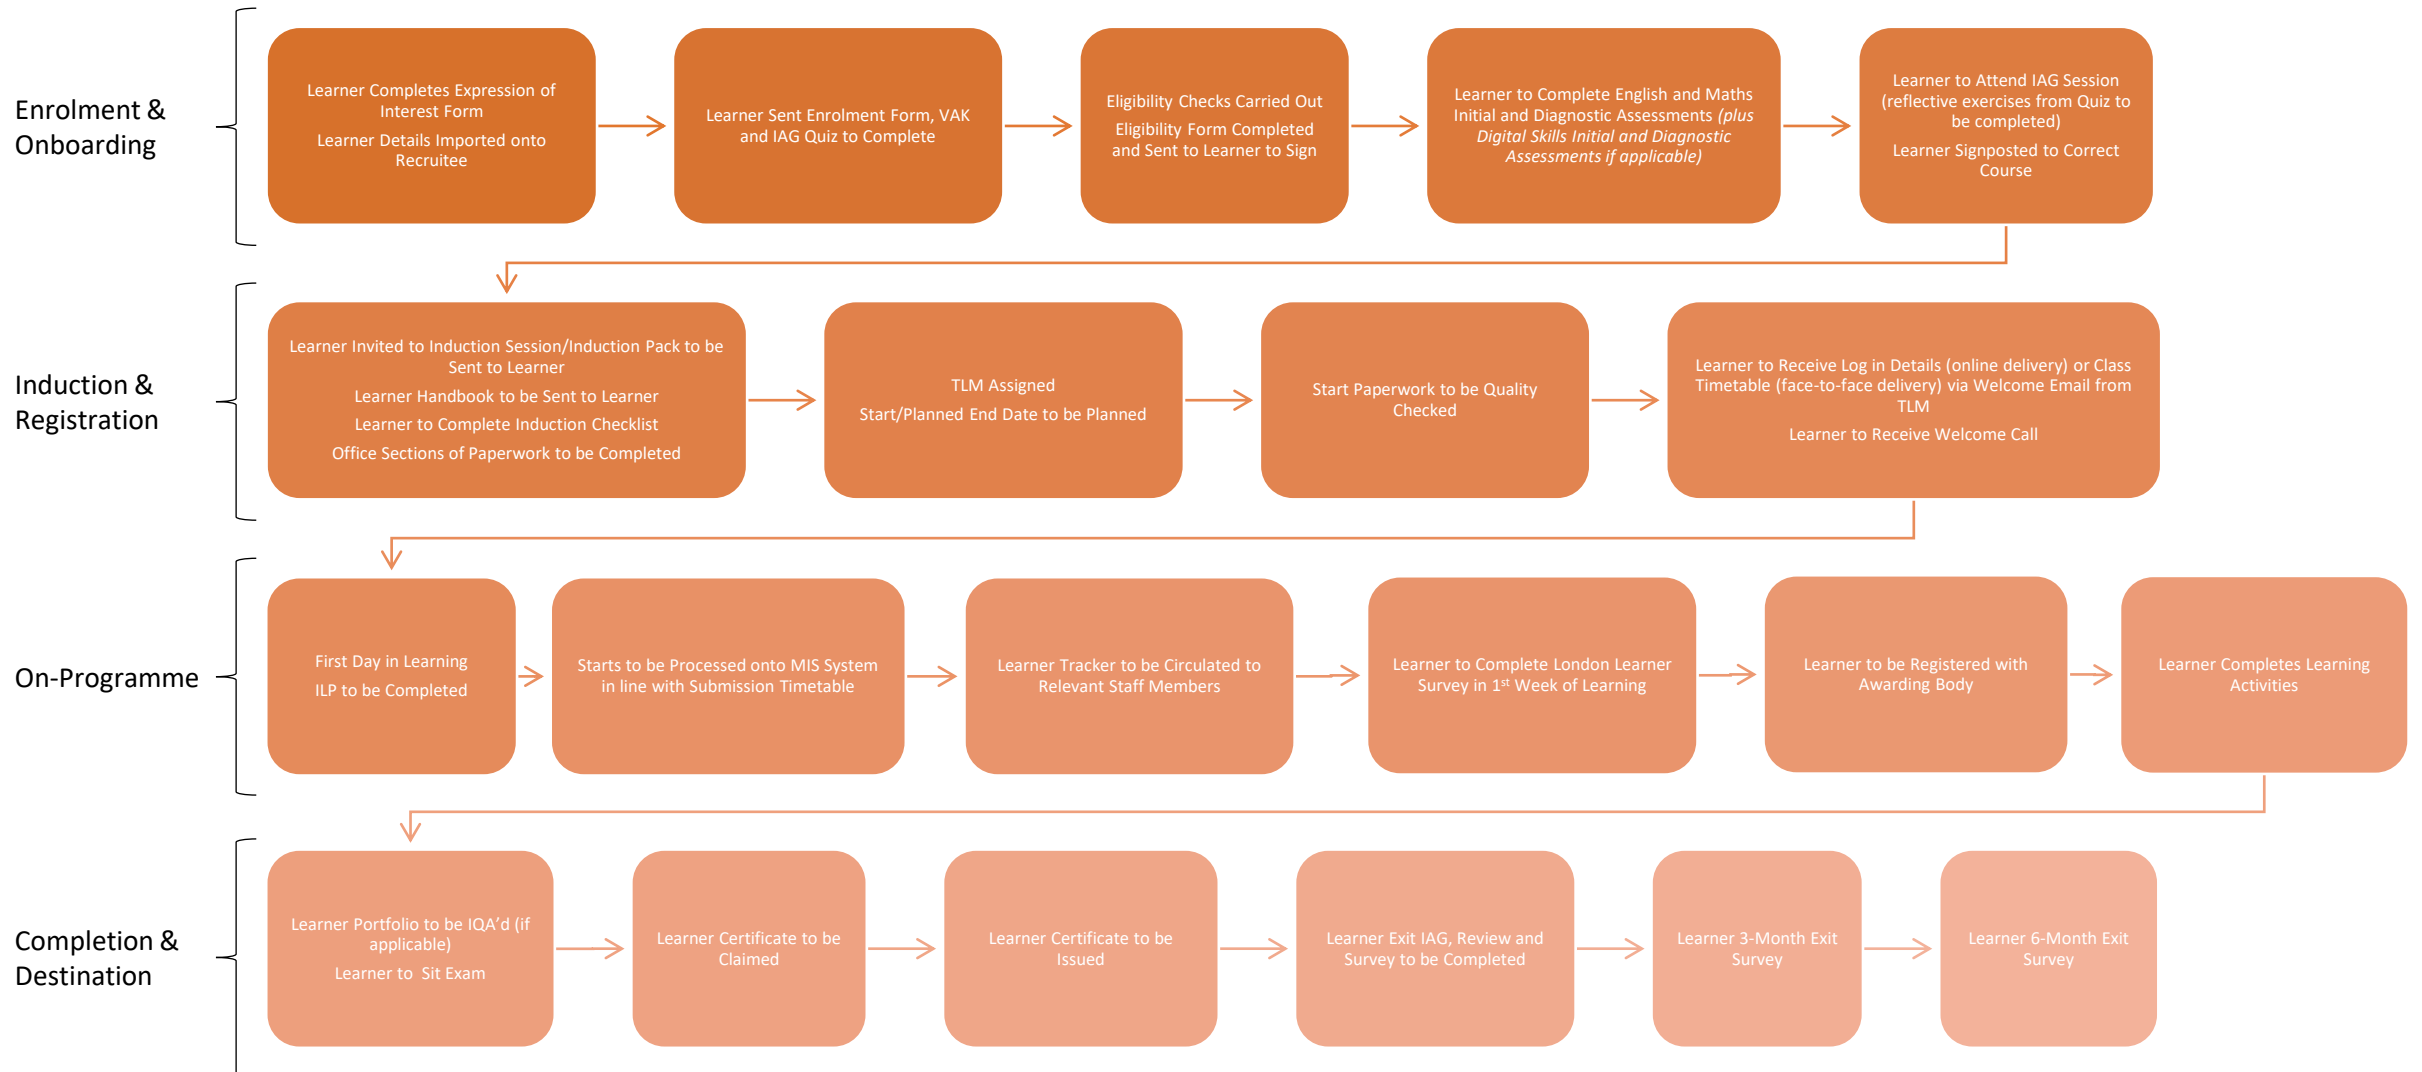 Enrolment &
Onboarding
Learner Completes Expression of
Interest Form
Learner Details Imported onto
Recruitee
Learner Sent Enrolment Form, VAK
and IAG Quiz to Complete
Eligibility Checks Carried Out
Eligibility Form Completed
and Sent to Learner to Sign
Learner to Complete English and Maths
Initial and Diagnostic Assessments (plus
Digital Skills Initial and Diagnostic
Assessments if applicable)
Learner to Attend IAG Session
(reflective exercises from Quiz to
be completed)
Learner Signposted to Correct
Course
Induction &
Registration
Learner Invited to Induction Session/Induction Pack to be
Sent to Learner
Learner Handbook to be Sent to Learner
Learner to Complete Induction Checklist
Office Sections of Paperwork to be Completed
TLM Assigned
Start/Planned End Date to be Planned
Start Paperwork to be Quality
Checked
Learner to Receive Log in Details (online delivery) or Class
Timetable (face-to-face delivery) via Welcome Email from
TLM
Learner to Receive Welcome Call
On-Programme
First Day in Learning
ILP to be Completed
Starts to be Processed onto MIS System
in line with Submission Timetable
Learner Tracker to be Circulated to
Relevant Staff Members
Learner to Complete London Learner
Survey in 1st Week of Learning
Learner to be Registered with
Awarding Body
Learner Completes Learning
Activities
Completion &
Destination
Learner Portfolio to be IQA’d (if
applicable)
Learner to Sit Exam
Learner Certificate to be
Claimed
Learner Certificate to be
Issued
Learner Exit IAG, Review and
Survey to be Completed
Learner 3-Month Exit
Survey
Learner 6-Month Exit
Survey